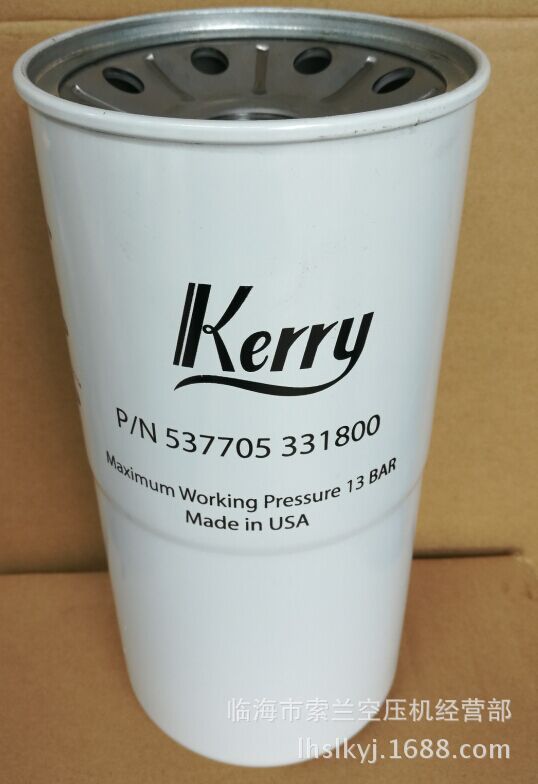 Kerry
P/N 537705 331800
Maximum Working Pressure 13 BAR
Made in USA
临海市索兰空压机经营部
lhslkyj.1688.com